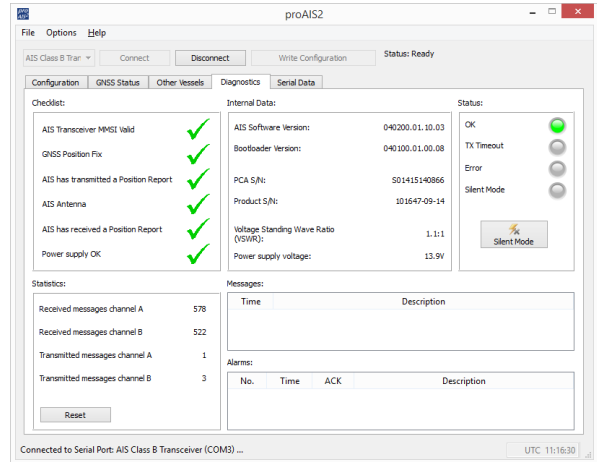 pro
AIS²
proAIS2
File Options Help
AIS Class B Tran
Connect
Disconnect
Write Configuration
Status: Ready
Configuration
GNSS Status
Other Vessels
Diagnostics
Serial Data
Checklist:
AIS Transceiver MMSI Valid
GNSS Position Fix
AIS has transmitted a Position Report
AIS Antenna
AIS has received a Position Report
Power supply OK
Internal Data:
AIS Software Version: 040200.01.10.03
Bootloader Version: 040100.01.00.08
PCA S/N: S01415140866
Product S/N: 101647-09-14
Voltage Standing Wave Ratio
(VSWR): 1.1:1
Power supply voltage: 13.9V
Status:
OK
TX Timeout
Error
Silent Mode
Silent Mode
Statistics:
Received messages channel A 578
Received messages channel B 522
Transmitted messages channel A 1
Transmitted messages channel B 3
Reset
Messages:
Time Description
Alarms:
No. Time ACK Description
Connected to Serial Port: AIS Class B Transceiver (COM3) ...
UTC 11:16:30